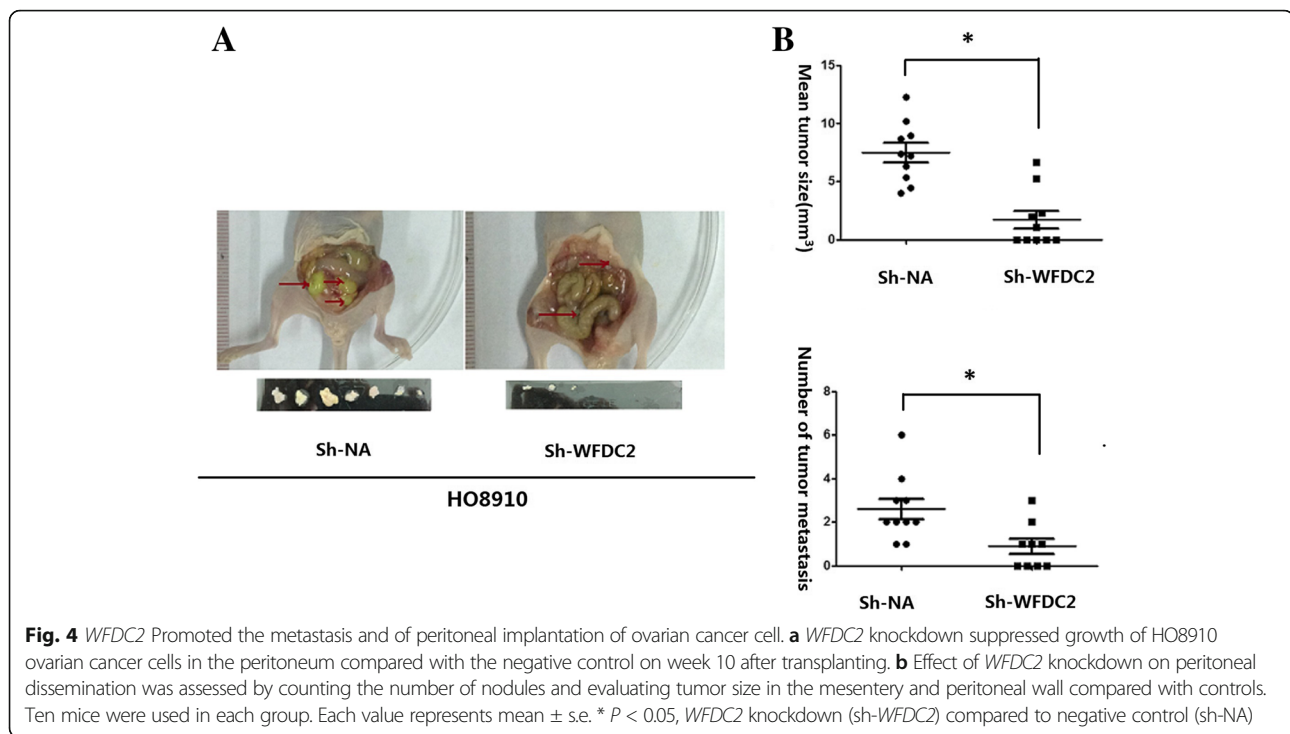 A
B
*
Mean tumor size(mm³)
15
10
5
0
Sh-NA
Sh-WFDC2
*
Number of tumor metastasis
8
6
4
2
0
Sh-NA
Sh-WFDC2
Sh-NA
Sh-WFDC2
HO8910
Fig. 4 WFDC2 Promoted the metastasis and of peritoneal implantation of ovarian cancer cell. a WFDC2 knockdown suppressed growth of HO8910
ovarian cancer cells in the peritoneum compared with the negative control on week 10 after transplanting. b Effect of WFDC2 knockdown on peritoneal
dissemination was assessed by counting the number of nodules and evaluating tumor size in the mesentery and peritoneal wall compared with controls.
Ten mice were used in each group. Each value represents mean ± s.e. * P < 0.05, WFDC2 knockdown (sh-WFDC2) compared to negative control (sh-NA)